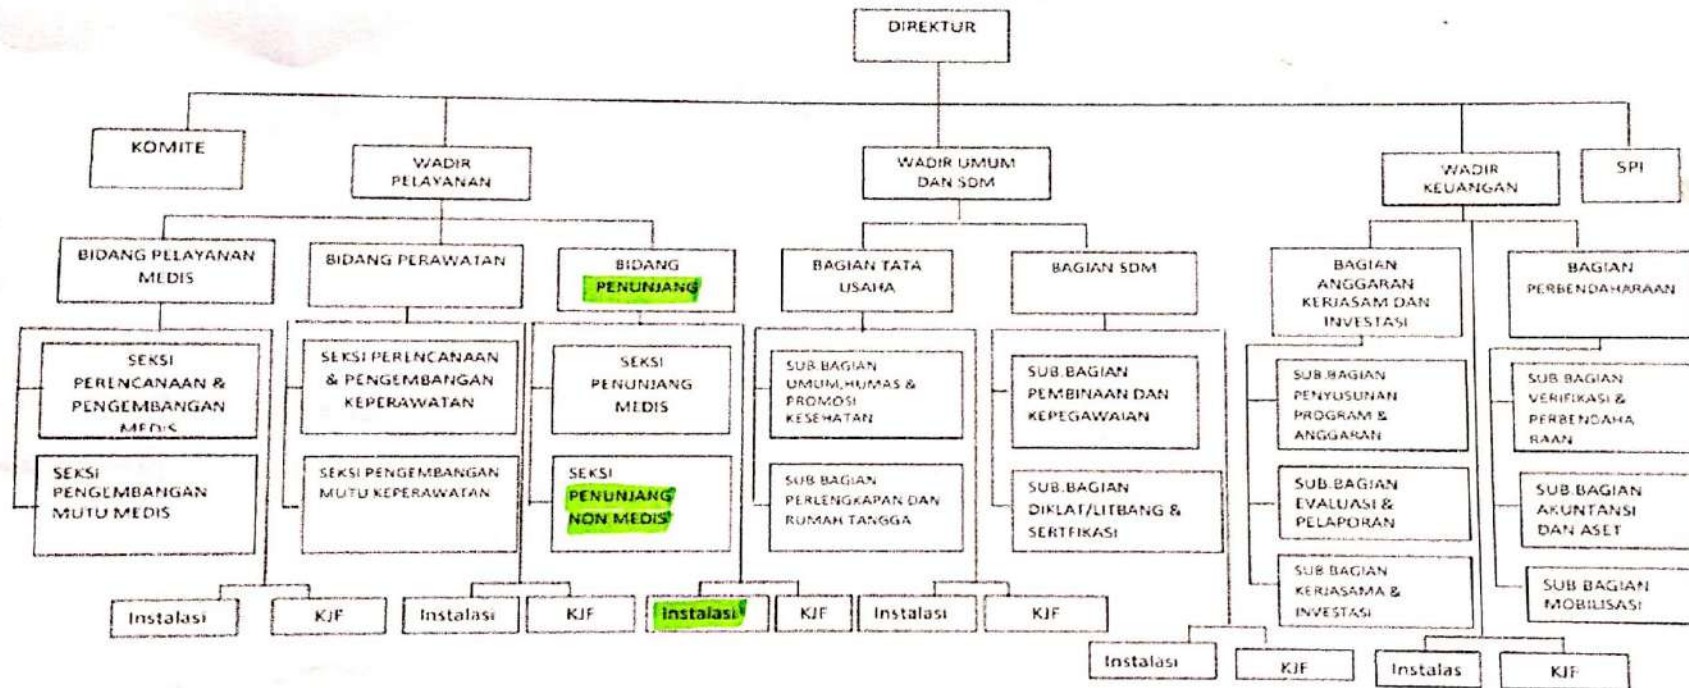 DIREKTUR
KOMITE
WADIR
PELAYANAN
WADIR UMUM
DAN SDM
WADIR
KEUANGAN
SPI
BIDANG PELAYANAN
MEDIS
BIDANG PERAWATAN
BIDANG
PENUNJANG
BAGIAN TATA
USAHA
BAGIAN SDM
BAGIAN
ANGGARAN
KERJASAM DAN
INVESTASI
BAGIAN
PERBENDAHARAAN
SEKSI
PERENCANAAN &
PENGEMBANGAN
MEDIS
SEKSI PERENCANAAN
& PENGEMBANGAN
KEPERAWATAN
SEKSI
PENUNJANG
MEDIS
SUB BAGIAN
UMUM,HUMAS &
PROMOSI
KESEHATAN
SUB.BAGIAN
PEMBINAAN DAN
KEPEGAWAIAN
SUB.BAGIAN
PENYUSUNAN
PROGRAM &
ANGGARAN
SUB BAGIAN
VERIFIKASI &
PERBENDAHA
RAAN
SEKSI
PENGEMBANGAN
MUTU MEDIS
SEKSI PENGEMBANGAN
MUTU KEPERAWATAN
SEKSI
PENUNJANG
NON MEDIS
SUB BAGIAN
PERLENGKAPAN DAN
RUMAH TANGGA
SUB.BAGIAN
DIKLAT/LITBANG &
SERTFIKASI
SUB.BAGIAN
EVALUASI &
PELAPORAN
SUB.BAGIAN
AKUNTANSI
DAN ASET
SUB BAGIAN
KERJASAMA &
INVESTASI
SUB BAGIAN
MOBILISASI
Instalasi
KJF
Instalasi
KJF
Instalasi
KJF
Instalasi
KJF
Instalasi
KJF
Instalas
KJF